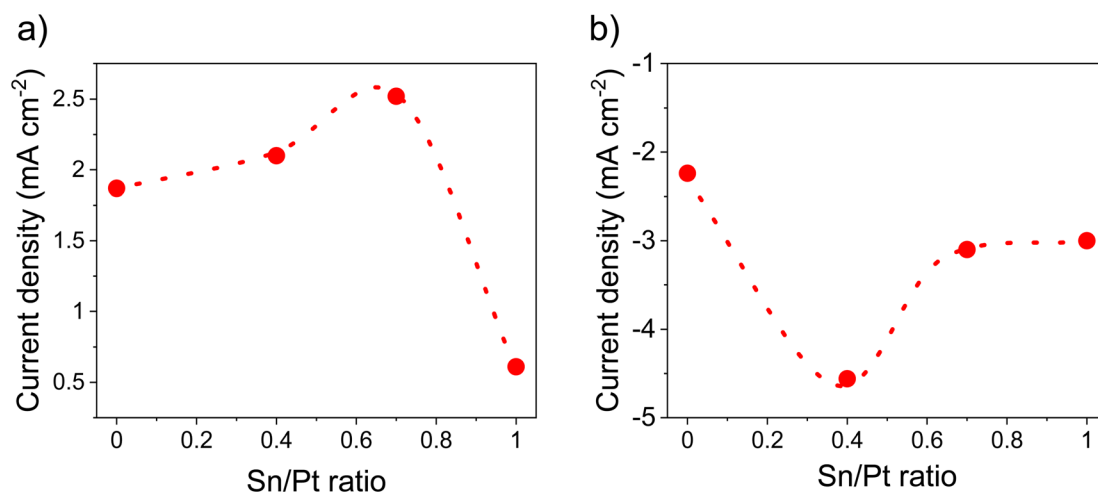 a)
Current density (mA cm⁻²)
2.5
2
1.5
1
0.5
0 0.2 0.4 0.6 0.8 1
Sn/Pt ratio
b)
Current density (mA cm⁻²)
-1
-2
-3
-4
-5
0 0.2 0.4 0.6 0.8 1
Sn/Pt ratio